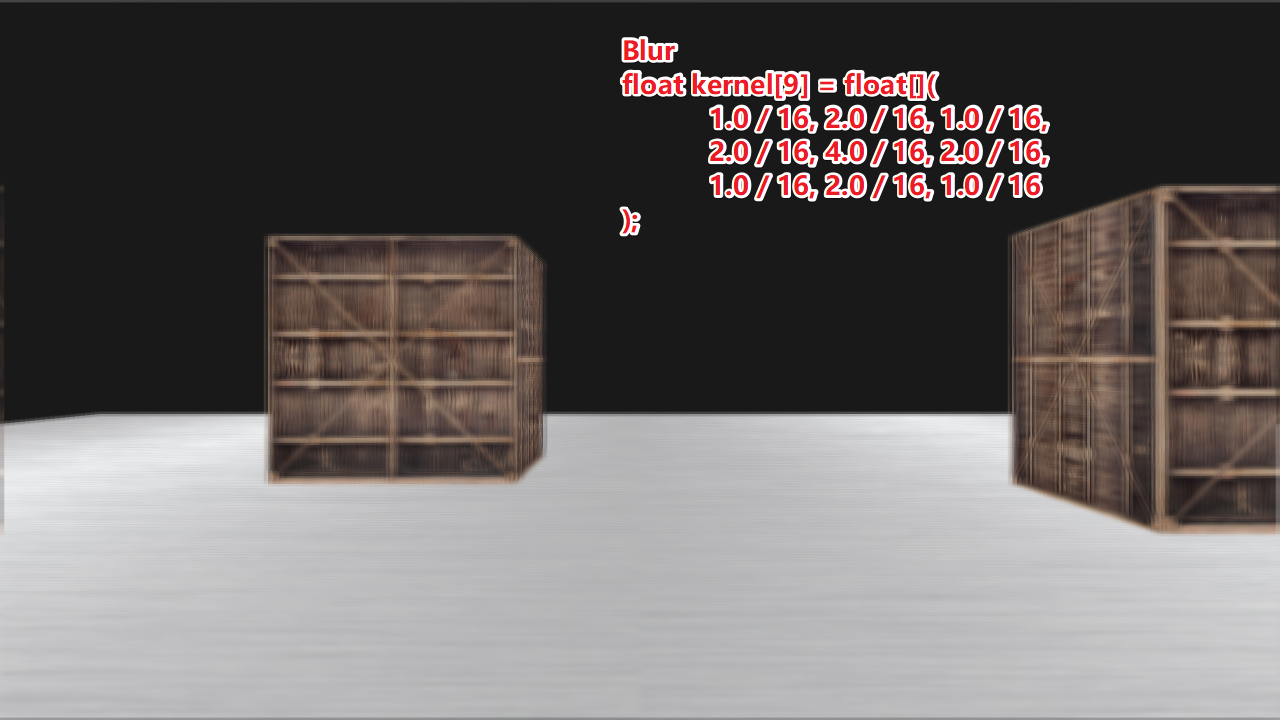 Blur
float kernel[9] = float[](
1.0 / 16, 2.0 / 16, 1.0 / 16,
2.0 / 16, 4.0 / 16, 2.0 / 16,
1.0 / 16, 2.0 / 16, 1.0 / 16
);